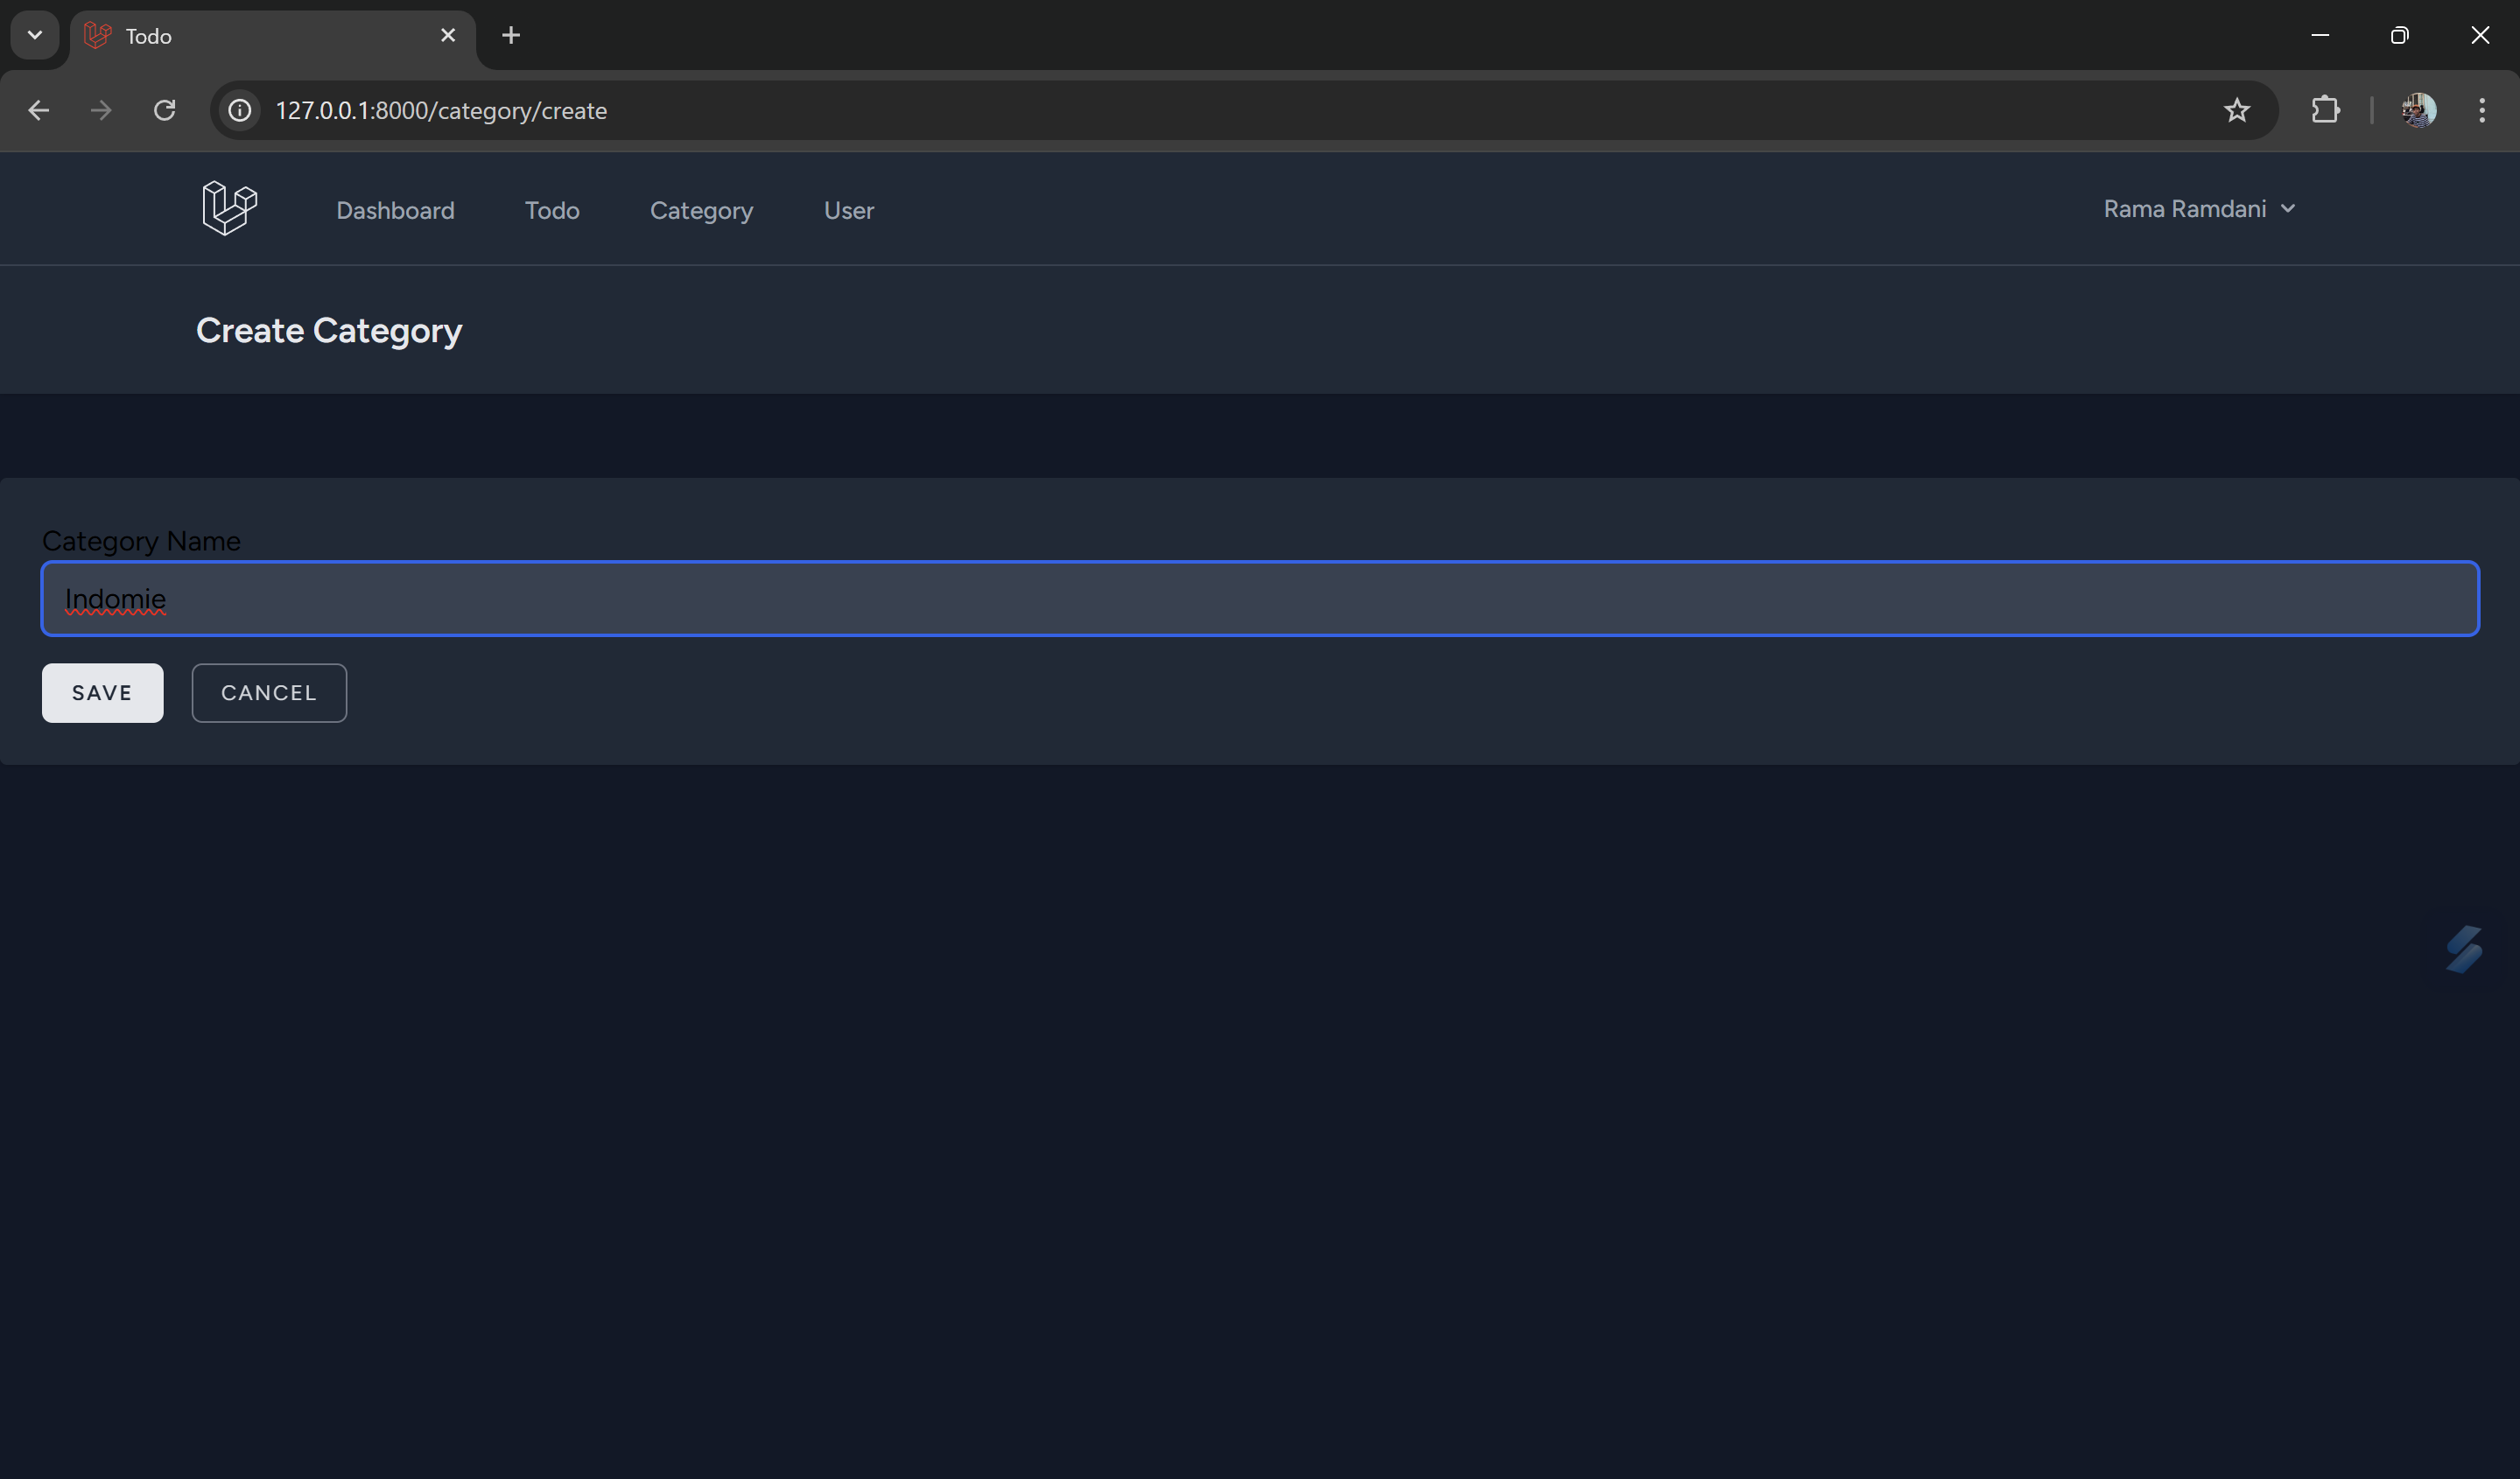 Todo
127.0.0.1:8000/category/create
Dashboard Todo Category User Rama Ramdani
Create Category
Category Name
Indomie
SAVE CANCEL